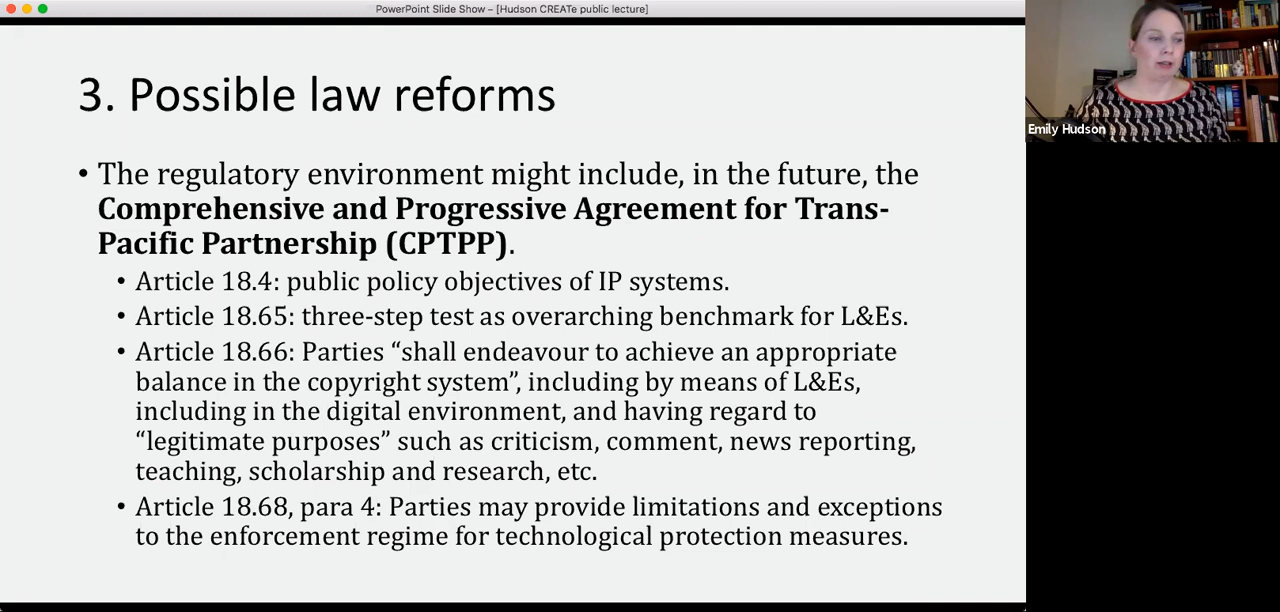 PowerPoint Slide Show – [Hudson CREATe public lecture]
3. Possible law reforms
• The regulatory environment might include, in the future, the
Comprehensive and Progressive Agreement for Trans-
Pacific Partnership (CPTPP).
• Article 18.4: public policy objectives of IP systems.
• Article 18.65: three-step test as overarching benchmark for L&Es.
• Article 18.66: Parties “shall endeavour to achieve an appropriate
balance in the copyright system”, including by means of L&Es,
including in the digital environment, and having regard to
“legitimate purposes” such as criticism, comment, news reporting,
teaching, scholarship and research, etc.
• Article 18.68, para 4: Parties may provide limitations and exceptions
to the enforcement regime for technological protection measures.
Emily Hudson